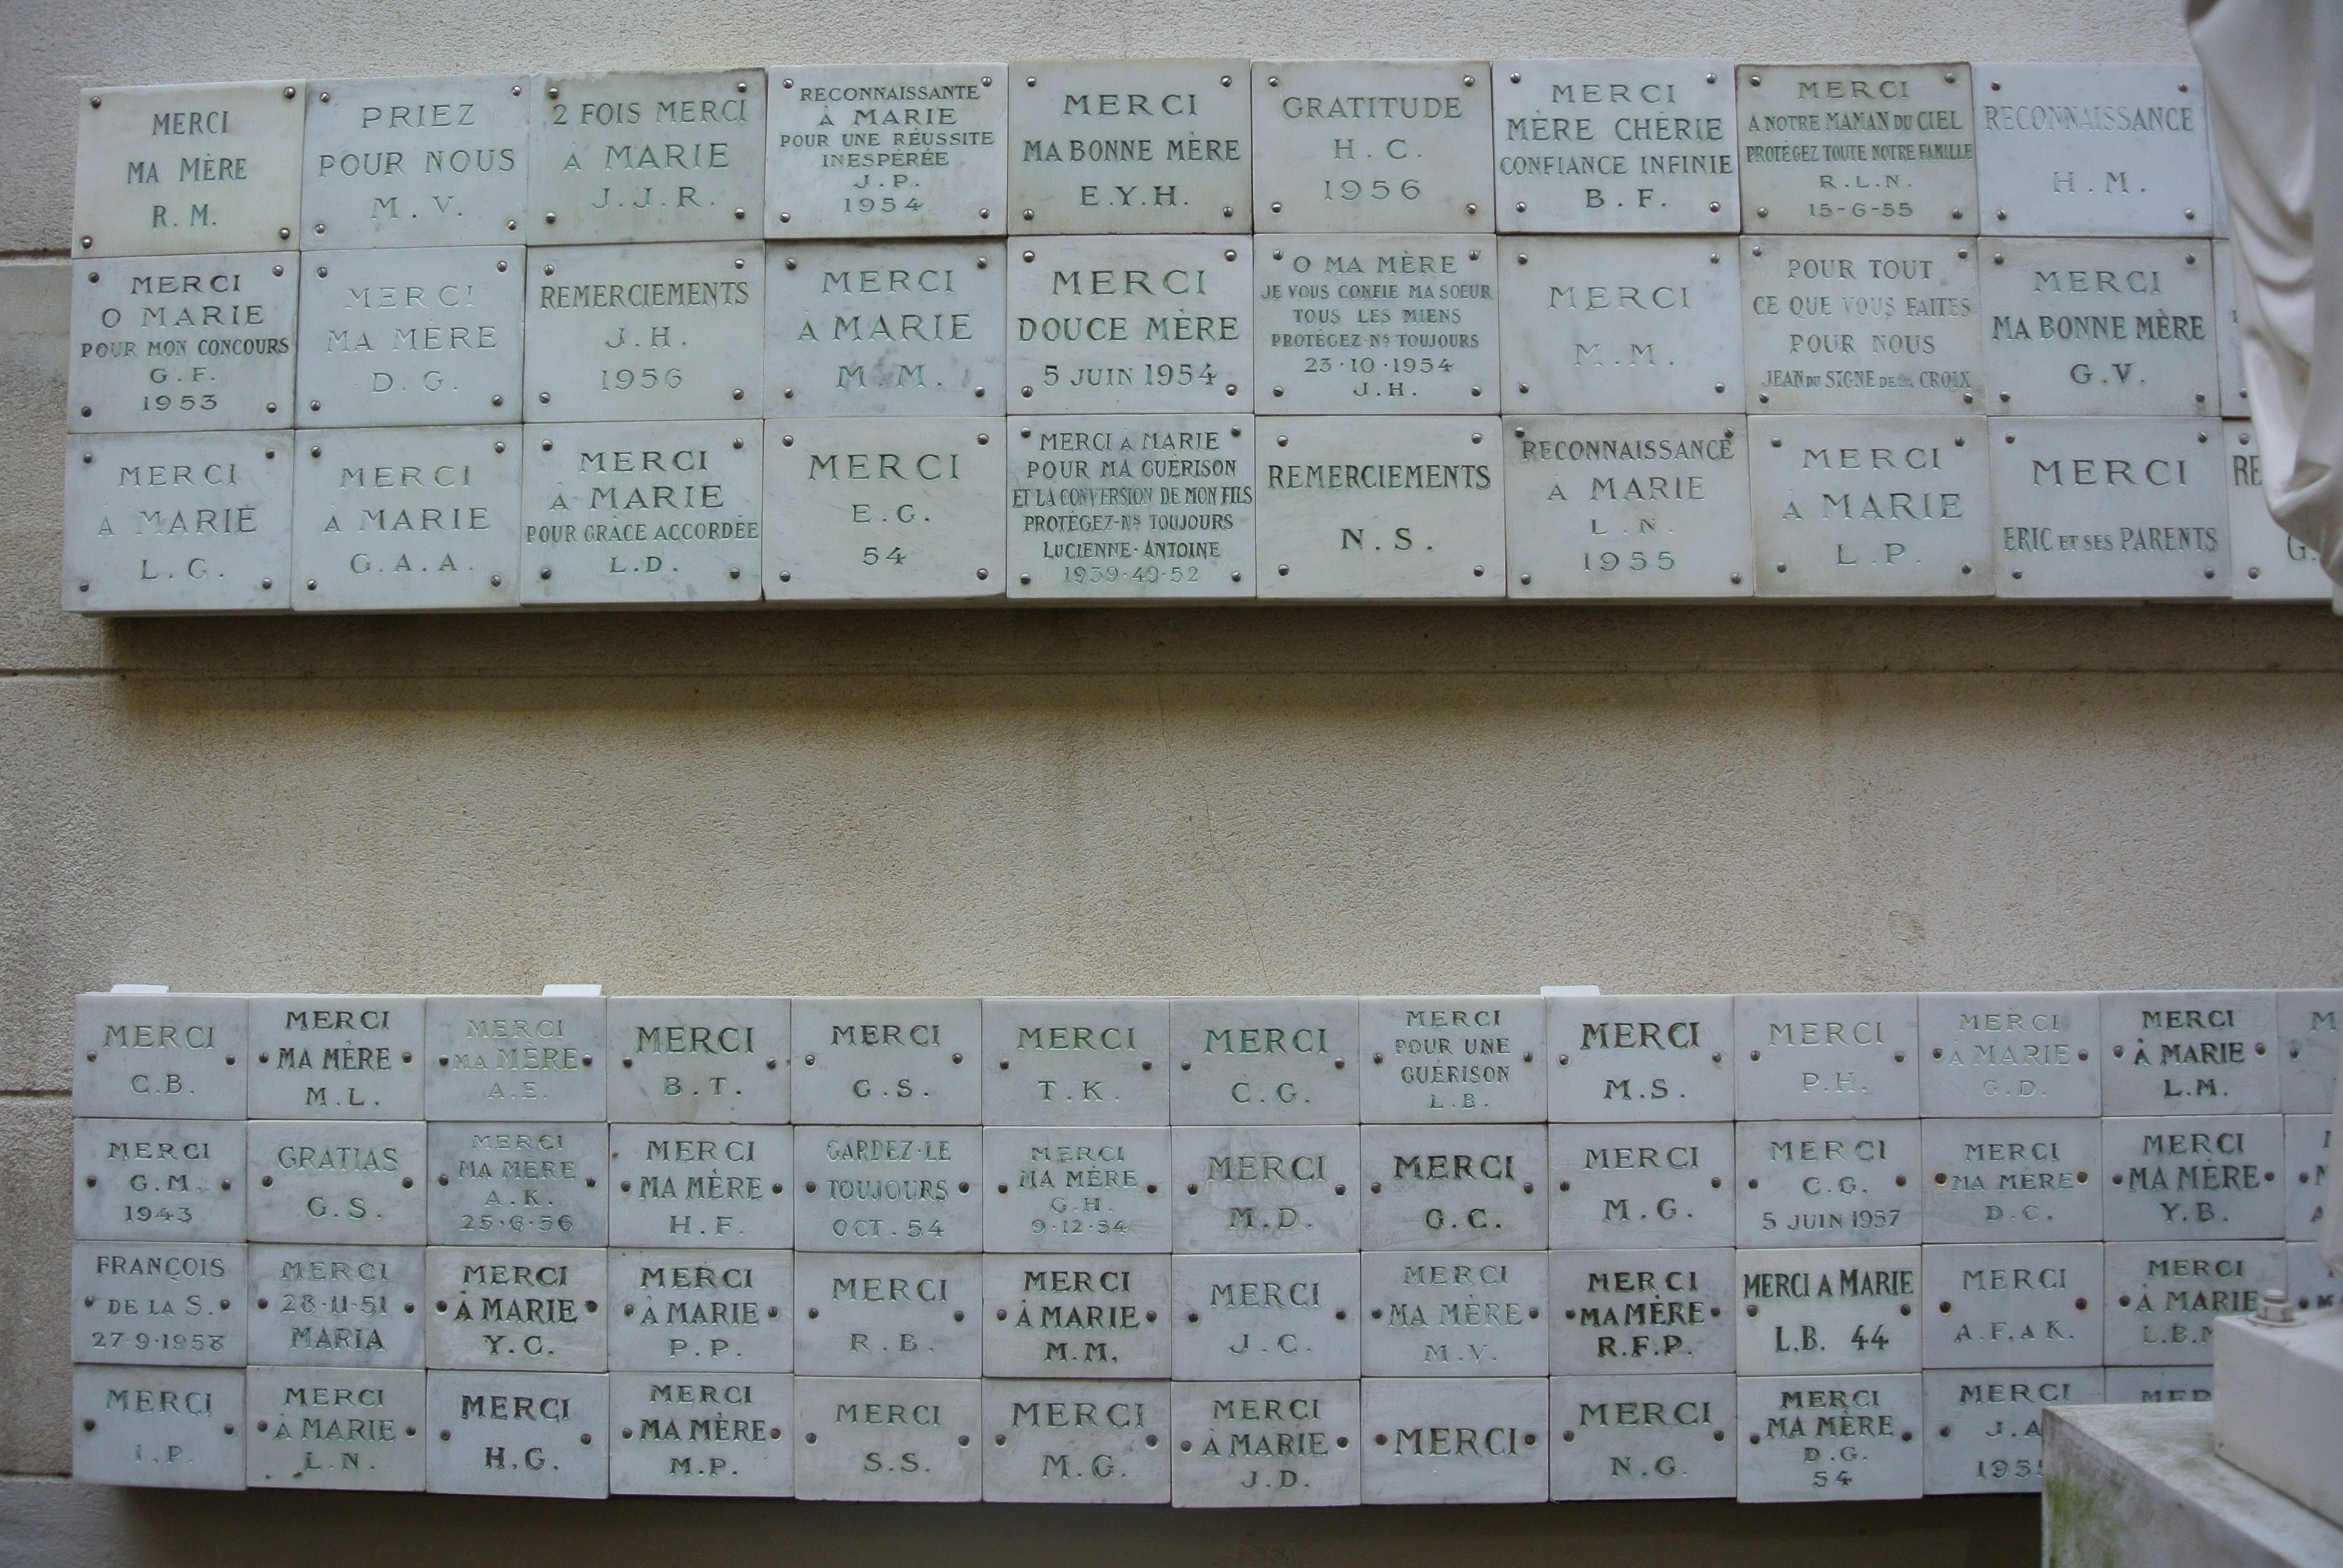 MERCI
MA MÈRE
R. M.
PRIEZ
POUR NOUS
M. V.
2 FOIS MERCI
À MARIE
J. J. R.
RECONNAISSANTE
À MARIE
POUR UNE RÉUSSITE
INESPÉRÉE
J. P.
1954
MERCI
MA BONNE MÈRE
E.Y.H.
GRATITUDE
H. C.
1956
MERCI
MÈRE CHÉRIE
CONFIANCE INFINIE
B. F.
MERCI
A NOTRE MAMAN DU CIEL
PROTÉGEZ TOUTE NOTRE FAMILLE
R.L.N.
15-6-55
RECONNAISSANCE
H. M.
MERCI
O MARIE
POUR MON CONCOURS
G. F.
1953
MERCI
MA MÈRE
D. G.
REMERCIEMENTS
J. H.
1956
MERCI
À MARIE
M. M.
MERCI
DOUCE MÈRE
5 JUIN 1954
O MA MÈRE
JE VOUS CONFIE MA SOEUR
TOUS LES MIENS
PROTÉGEZ-NS TOUJOURS
23·10·1954
J.H.
MERCI
M. M.
POUR TOUT
CE QUE VOUS FAITES
POUR NOUS
JEAN DU SIGNE DE LA CROIX
MERCI
MA BONNE MÈRE
G.V.
MERCI
À MARIE
L. G.
MERCI
À MARIE
G. A. A.
MERCI
À MARIE
POUR GRÂCE ACCORDÉE
L.D.
MERCI
E. G.
54
MERCI À MARIE
POUR MA GUÉRISON
ET LA CONVERSION DE MON FILS
PROTÉGEZ-NS TOUJOURS
LUCIENNE-ANTOINE
1939·49·52
REMERCIEMENTS
N. S.
RECONNAISSANCE
À MARIE
L. N.
1955
MERCI
À MARIE
L. P.
MERCI
ERIC ET SES PARENTS
RE
G.
MERCI
C.B.
MERCI
MA MÈRE
M.L.
MERCI
MA MÈRE
A.E.
MERCI
B.T.
MERCI
G.S.
MERCI
T.K.
MERCI
C.G.
MERCI
POUR UNE
GUÉRISON
L.B.
MERCI
M.S.
MERCI
P.H.
MERCI
À MARIE
G.D.
MERCI
À MARIE
L.M.
M
MERCI
G.M.
1943
GRATIAS
G.S.
MERCI
MA MÈRE
A.K.
25·6·56
MERCI
MA MÈRE
H.F.
GARDEZ-LE
TOUJOURS
OCT. 54
MERCI
MA MÈRE
G.H.
9·12·54
MERCI
M.D.
MERCI
G.C.
MERCI
M.G.
MERCI
C.G.
5 JUIN 1957
MERCI
MA MÈRE
D.C.
MERCI
MA MÈRE
Y.B.
FRANÇOIS
DE LA S.
27·9·1958
MERCI
28·11·51
MARIA
MERCI
À MARIE
Y.C.
MERCI
À MARIE
P.P.
MERCI
R.B.
MERCI
À MARIE
M.M.
MERCI
J.C.
MERCI
MA MÈRE
M.V.
MERCI
MA MÈRE
R.F.P.
MERCI A MARIE
L.B. 44
MERCI
A.F. A K.
MERCI
À MARIE
MERCI
I.P.
MERCI
À MARIE
L.N.
MERCI
H.G.
MERCI
MA MÈRE
M.P.
MERCI
S.S.
MERCI
M.G.
MERCI
À MARIE
J.D.
MERCI
MERCI
N.G.
MERCI
MA MÈRE
D.G.
54
MERCI
J.A
195
MER